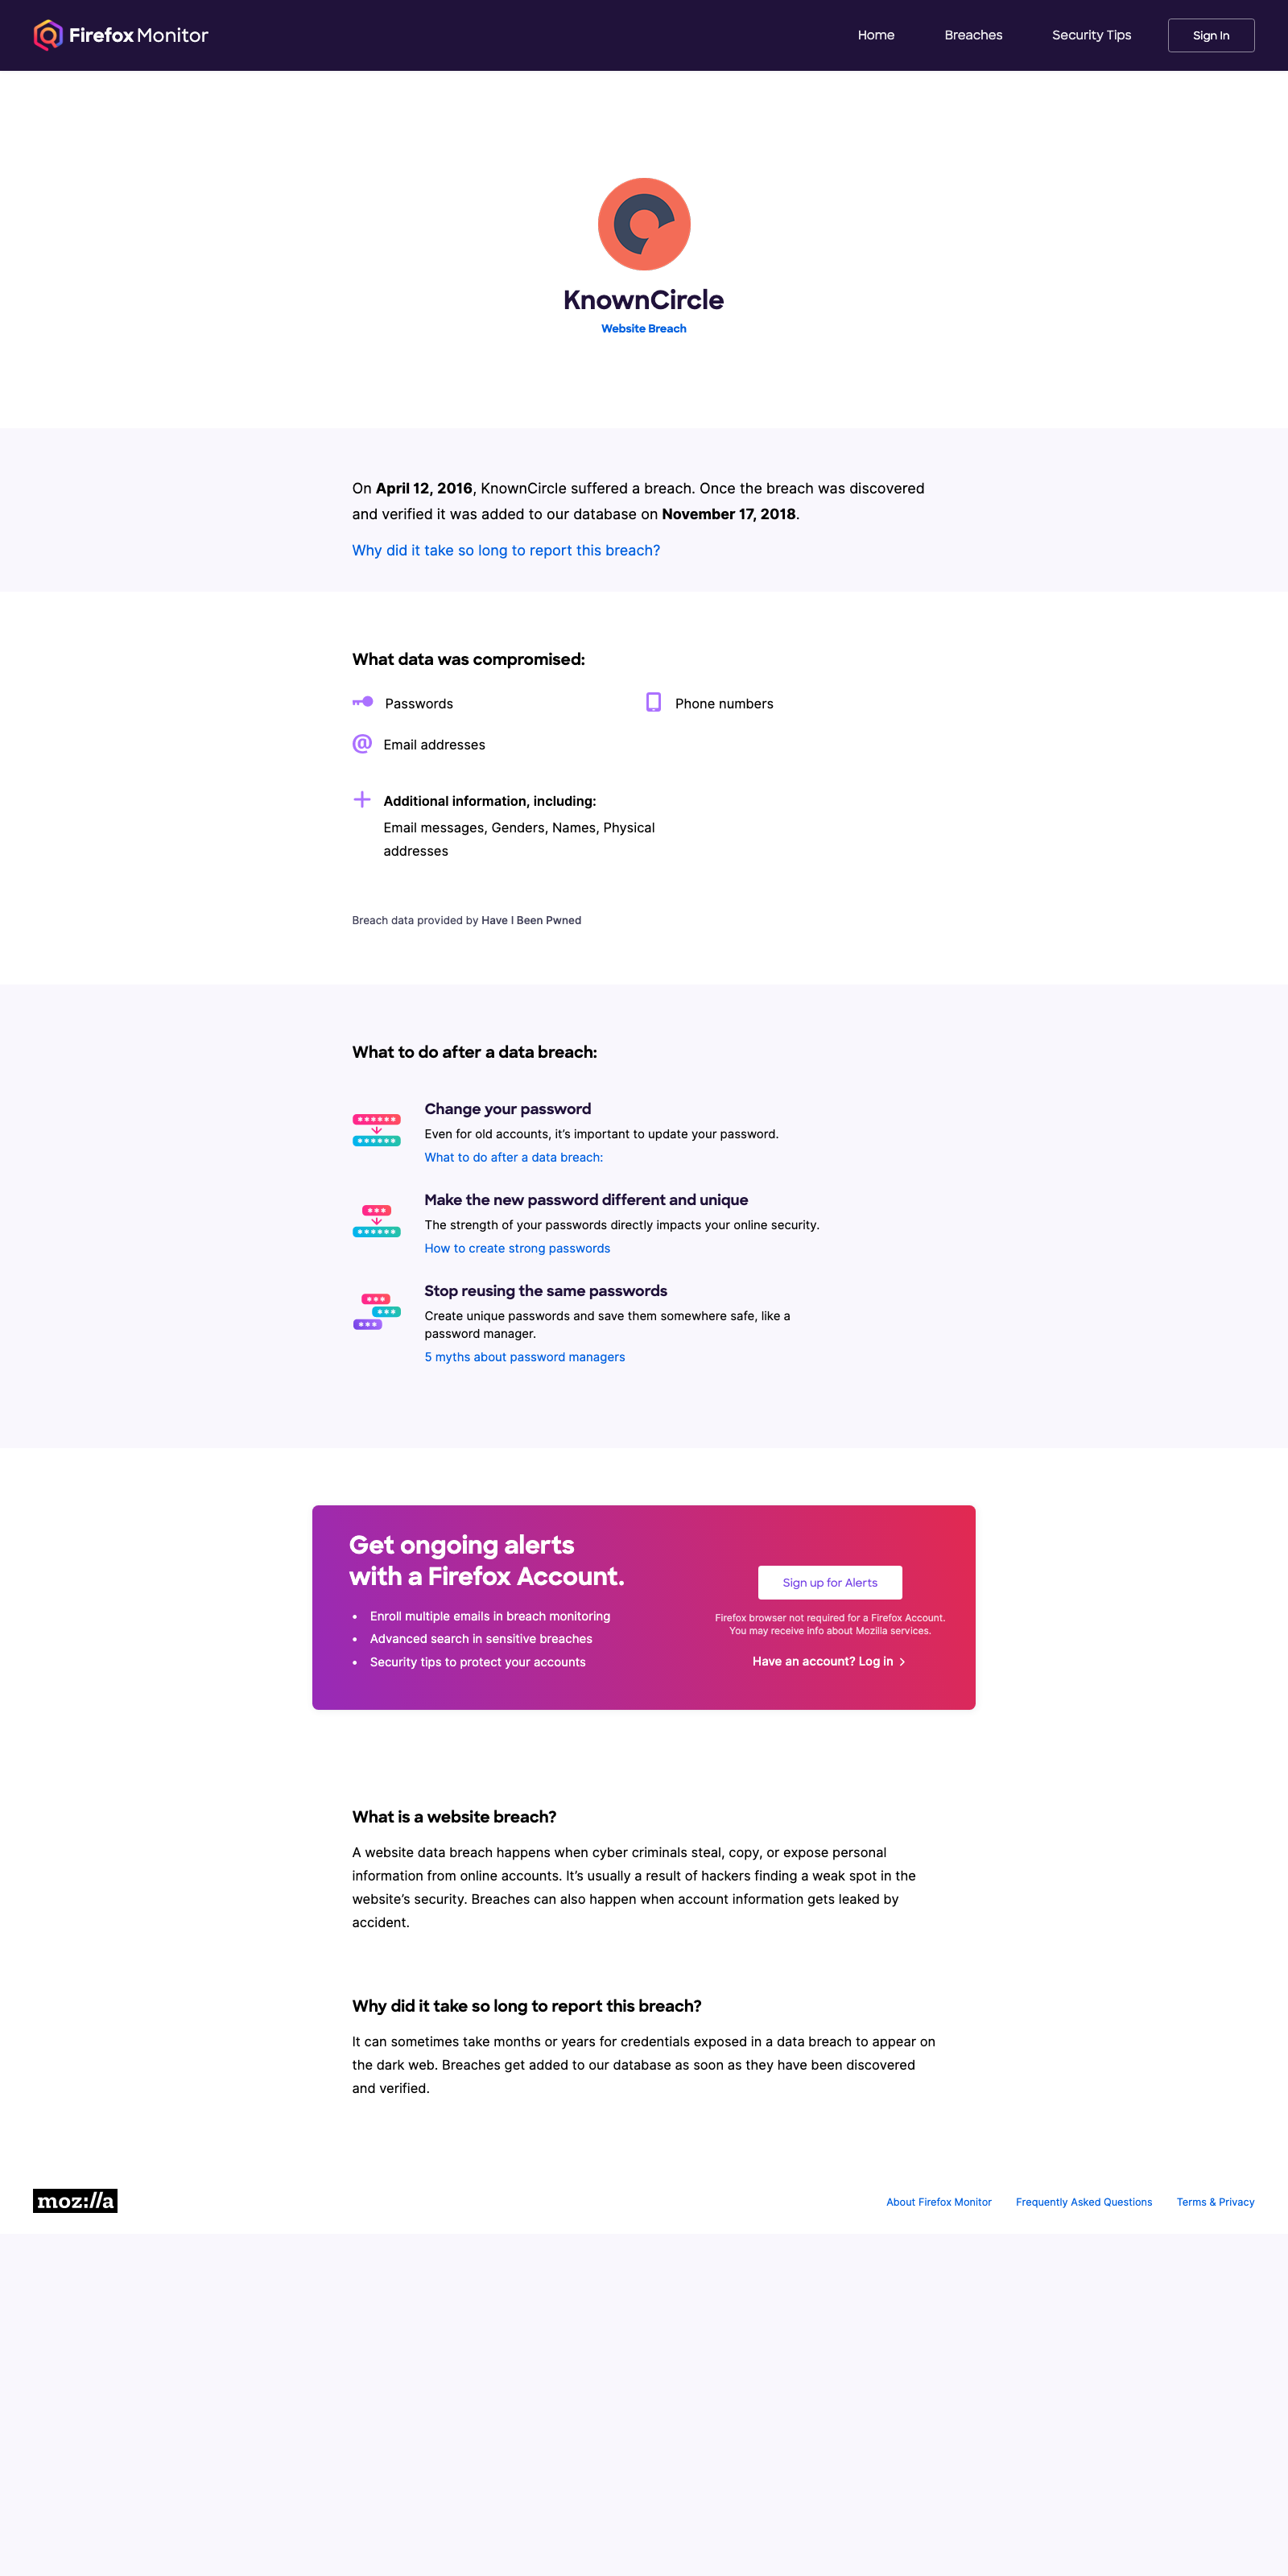 Firefox Monitor
Home
Breaches
Security Tips
Sign In
KnownCircle
Website Breach
On April 12, 2016, KnownCircle suffered a breach. Once the breach was discovered
and verified it was added to our database on November 17, 2018.
Why did it take so long to report this breach?
What data was compromised:
Passwords
Phone numbers
Email addresses
Additional information, including:
Email messages, Genders, Names, Physical
addresses
Breach data provided by Have I Been Pwned
What to do after a data breach:
Change your password
Even for old accounts, it’s important to update your password.
What to do after a data breach:
Make the new password different and unique
The strength of your passwords directly impacts your online security.
How to create strong passwords
Stop reusing the same passwords
Create unique passwords and save them somewhere safe, like a
password manager.
5 myths about password managers
Get ongoing alerts
with a Firefox Account.
• Enroll multiple emails in breach monitoring
• Advanced search in sensitive breaches
• Security tips to protect your accounts
Sign up for Alerts
Firefox browser not required for a Firefox Account.
You may receive info about Mozilla services.
Have an account? Log in
What is a website breach?
A website data breach happens when cyber criminals steal, copy, or expose personal
information from online accounts. It’s usually a result of hackers finding a weak spot in the
website’s security. Breaches can also happen when account information gets leaked by
accident.
Why did it take so long to report this breach?
It can sometimes take months or years for credentials exposed in a data breach to appear on
the dark web. Breaches get added to our database as soon as they have been discovered
and verified.
moz://a
About Firefox Monitor
Frequently Asked Questions
Terms & Privacy